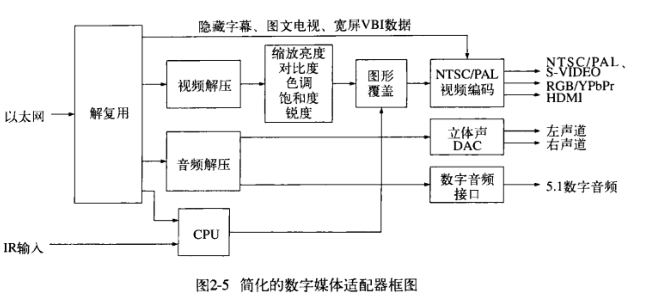 隐藏字幕、图文电视、宽屏VBI数据
以太网
解复用
视频解压
缩放亮度
对比度
色调
饱和度
锐度
图形
覆盖
NTSC/PAL
视频编码
NTSC/PAL、
S-VIDEO
RGB/YPbPr
HDMI
音频解压
立体声
DAC
左声道
右声道
数字音频
接口
5.1数字音频
IR输入
CPU
图2-5 简化的数字媒体适配器框图